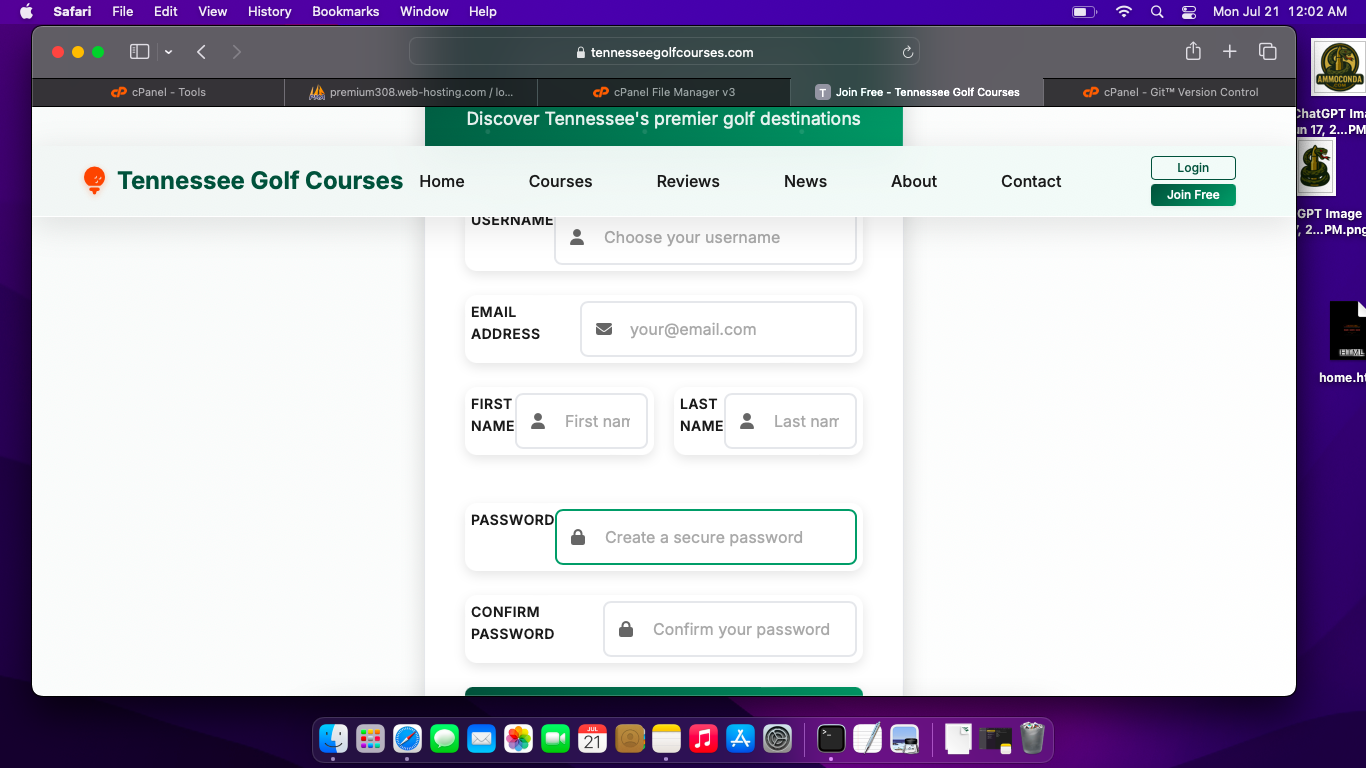 Safari File Edit View History Bookmarks Window Help Mon Jul 21 12:02 AM
tennesseegolfcourses.com
cPanel - Tools
premium308.web-hosting.com / lo...
cPanel File Manager v3
T Join Free - Tennessee Golf Courses
cPanel - Git™ Version Control
Discover Tennessee's premier golf destinations
Tennessee Golf Courses
Home
Courses
Reviews
News
About
Contact
Login
Join Free
USERNAME
Choose your username
EMAIL
ADDRESS
your@email.com
FIRST
NAME
First nam
LAST
NAME
Last nam
PASSWORD
Create a secure password
CONFIRM
PASSWORD
Confirm your password
AMMOCONDA
.COM
ChatGPT Ima
un 17, 2...PM
GPT Image
7, 2...PM.png
HTML
home.ht
JUL
21